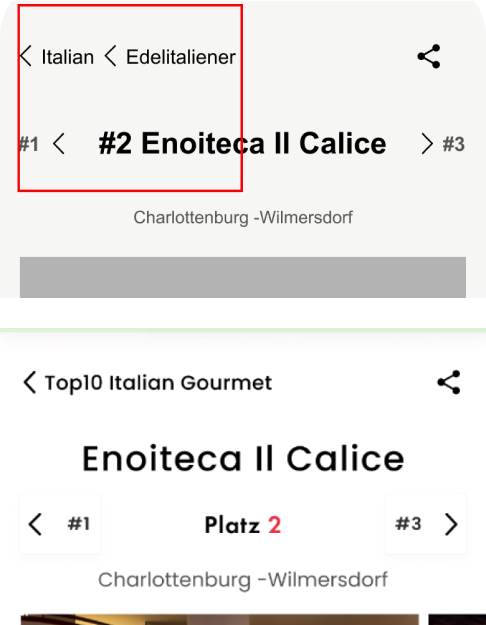 Italian Edelitaliener
#1 #2 Enoiteca Il Calice #3
Charlottenburg -Wilmersdorf
Top10 Italian Gourmet
Enoiteca Il Calice
#1 Platz 2 #3
Charlottenburg -Wilmersdorf